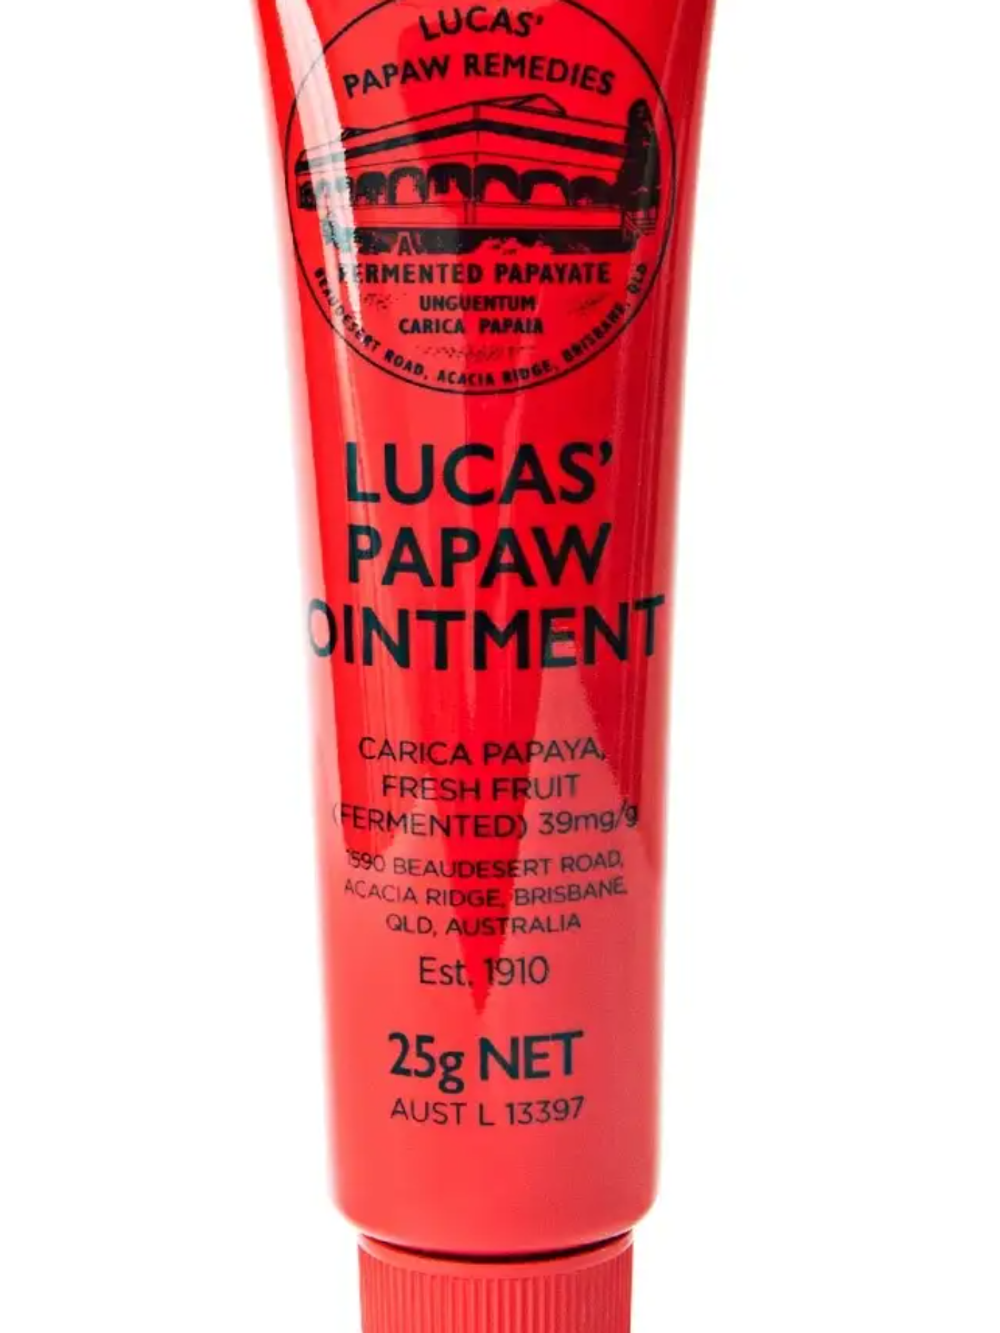 LUCAS'
PAPAW REMEDIES
A
FERMENTED PAPAYATE
UNGUENTUM
CARICA PAPAIA
BEAUDESERT ROAD, ACACIA RIDGE, BRISBANE, QLD
LUCAS'
PAPAW
OINTMENT
CARICA PAPAYA,
FRESH FRUIT
(FERMENTED) 39mg/g
1590 BEAUDESERT ROAD,
ACACIA RIDGE, BRISBANE,
QLD, AUSTRALIA
Est. 1910
25g NET
AUST L 13397